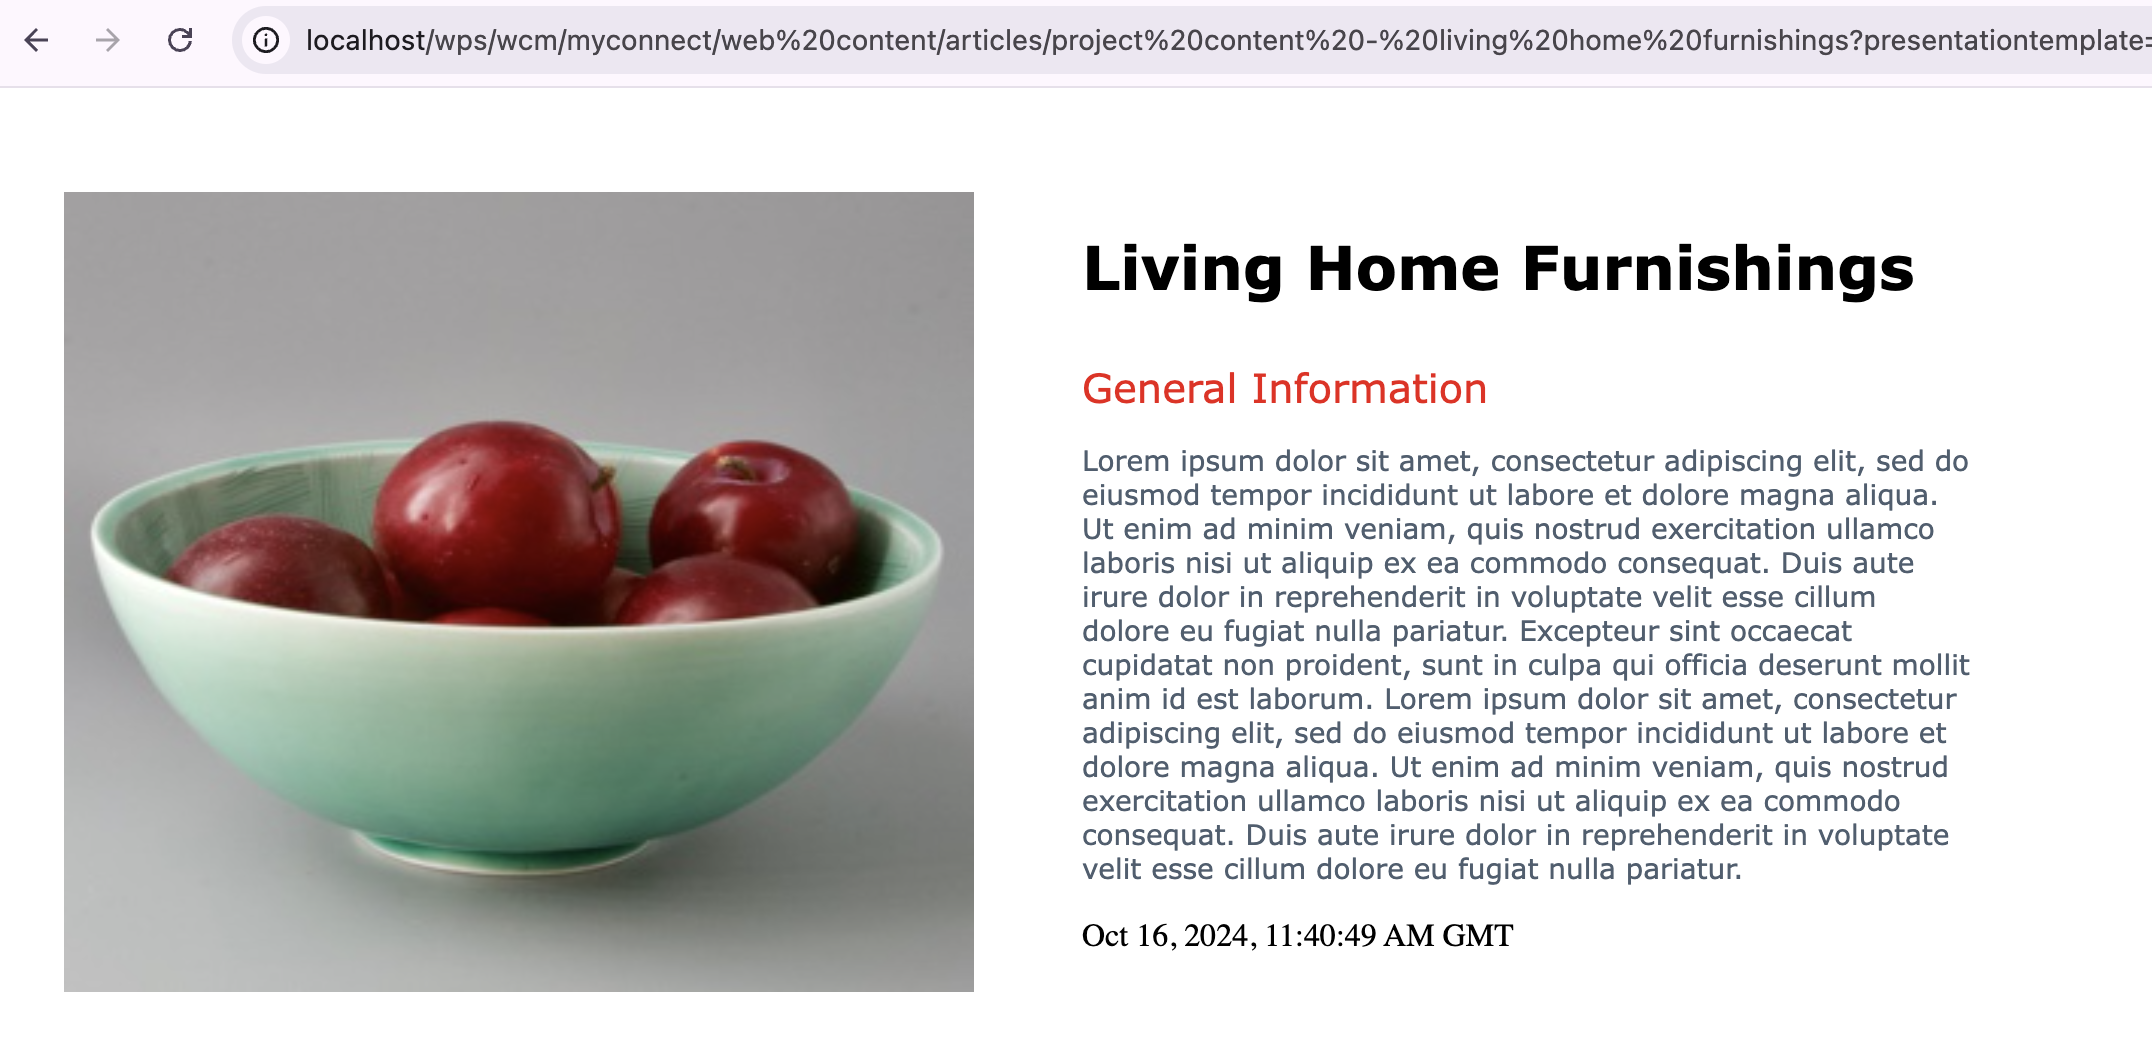 localhost/wps/wcm/myconnect/web%20content/articles/project%20content%20-%20living%20home%20furnishings?presentationtemplate=
Living Home Furnishings
General Information
Lorem ipsum dolor sit amet, consectetur adipiscing elit, sed do
eiusmod tempor incididunt ut labore et dolore magna aliqua.
Ut enim ad minim veniam, quis nostrud exercitation ullamco
laboris nisi ut aliquip ex ea commodo consequat. Duis aute
irure dolor in reprehenderit in voluptate velit esse cillum
dolore eu fugiat nulla pariatur. Excepteur sint occaecat
cupidatat non proident, sunt in culpa qui officia deserunt mollit
anim id est laborum. Lorem ipsum dolor sit amet, consectetur
adipiscing elit, sed do eiusmod tempor incididunt ut labore et
dolore magna aliqua. Ut enim ad minim veniam, quis nostrud
exercitation ullamco laboris nisi ut aliquip ex ea commodo
consequat. Duis aute irure dolor in reprehenderit in voluptate
velit esse cillum dolore eu fugiat nulla pariatur.
Oct 16, 2024, 11:40:49 AM GMT